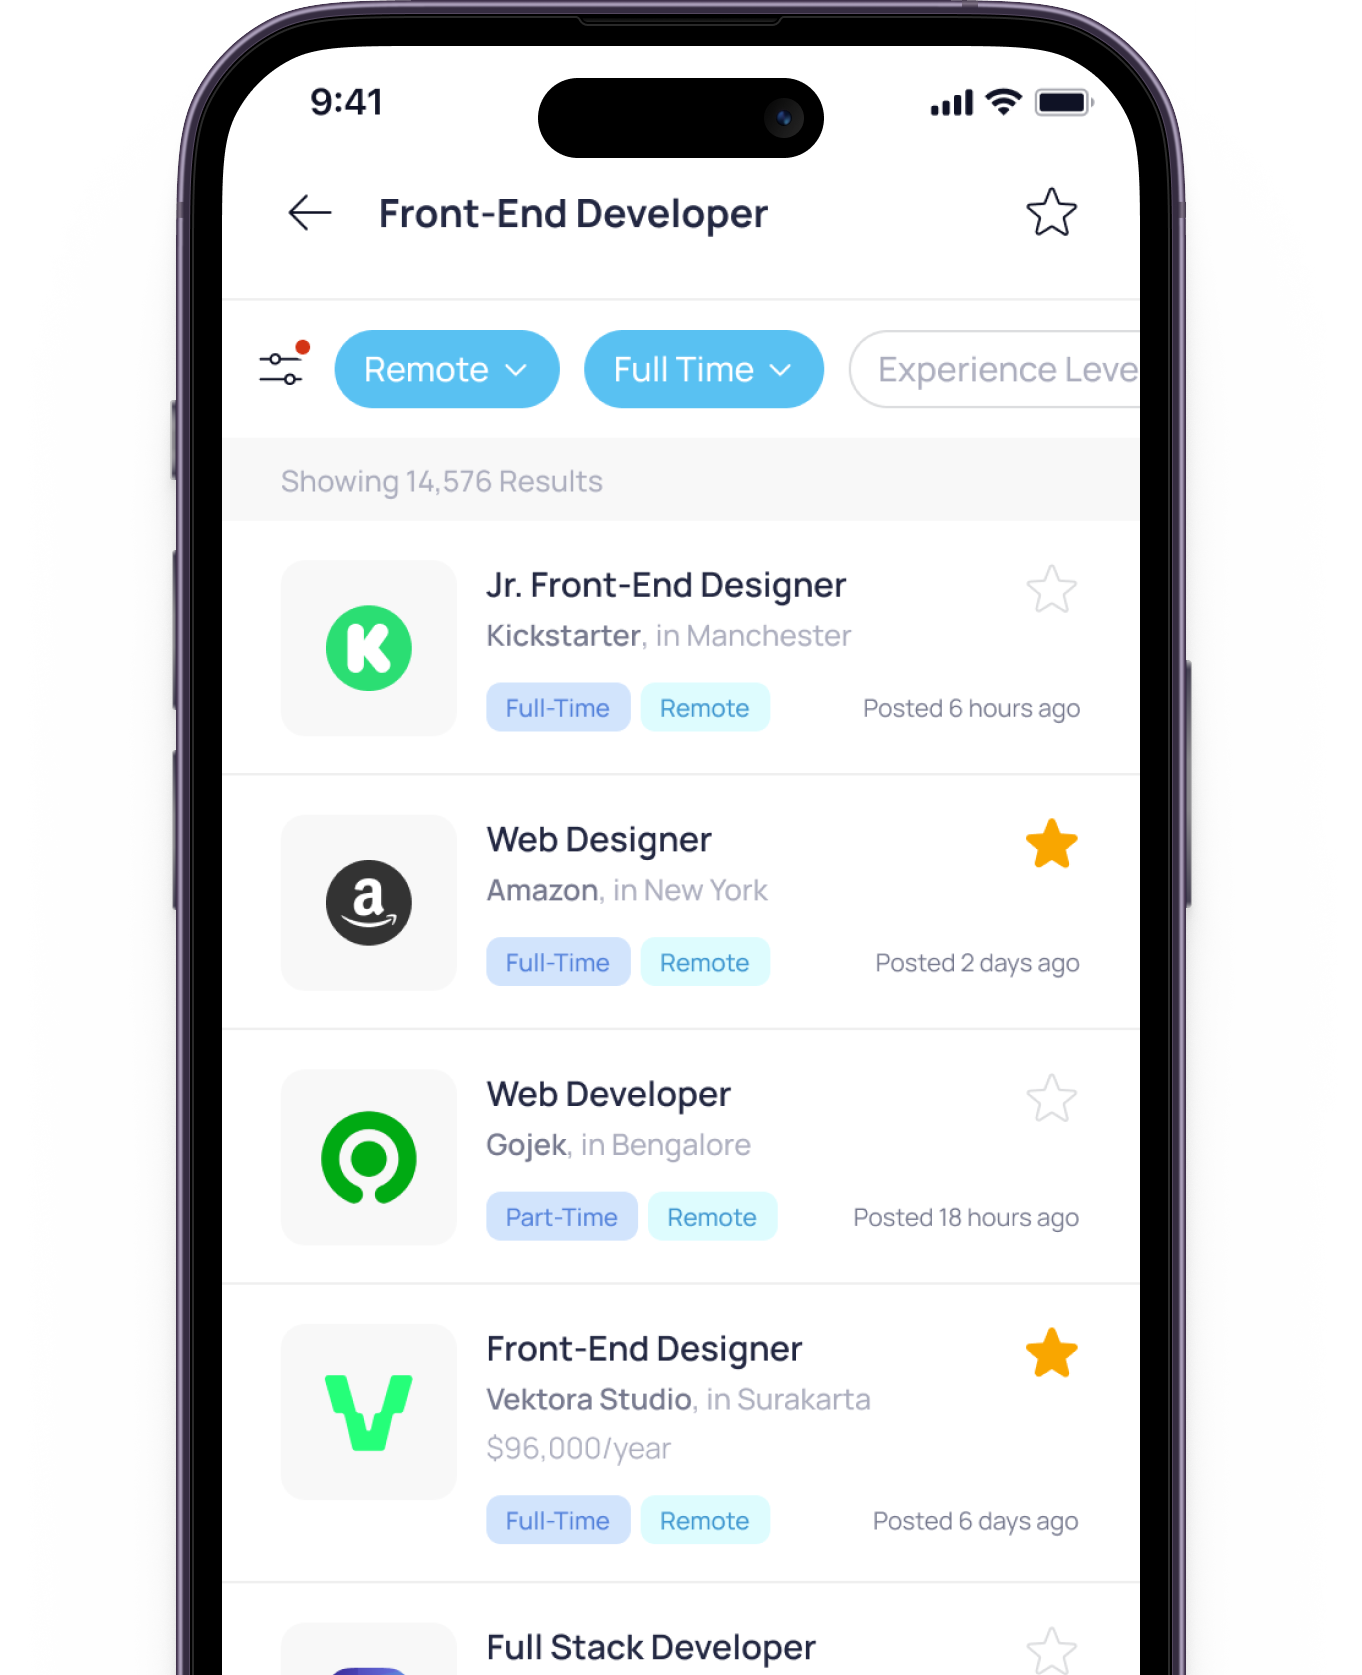 9:41
Front-End Developer
Remote
Full Time
Experience Leve
Showing 14,576 Results
Jr. Front-End Designer
Kickstarter, in Manchester
Full-Time
Remote
Posted 6 hours ago
Web Designer
Amazon, in New York
Full-Time
Remote
Posted 2 days ago
Web Developer
Gojek, in Bengalore
Part-Time
Remote
Posted 18 hours ago
Front-End Designer
Vektora Studio, in Surakarta
$96,000/year
Full-Time
Remote
Posted 6 days ago
Full Stack Developer